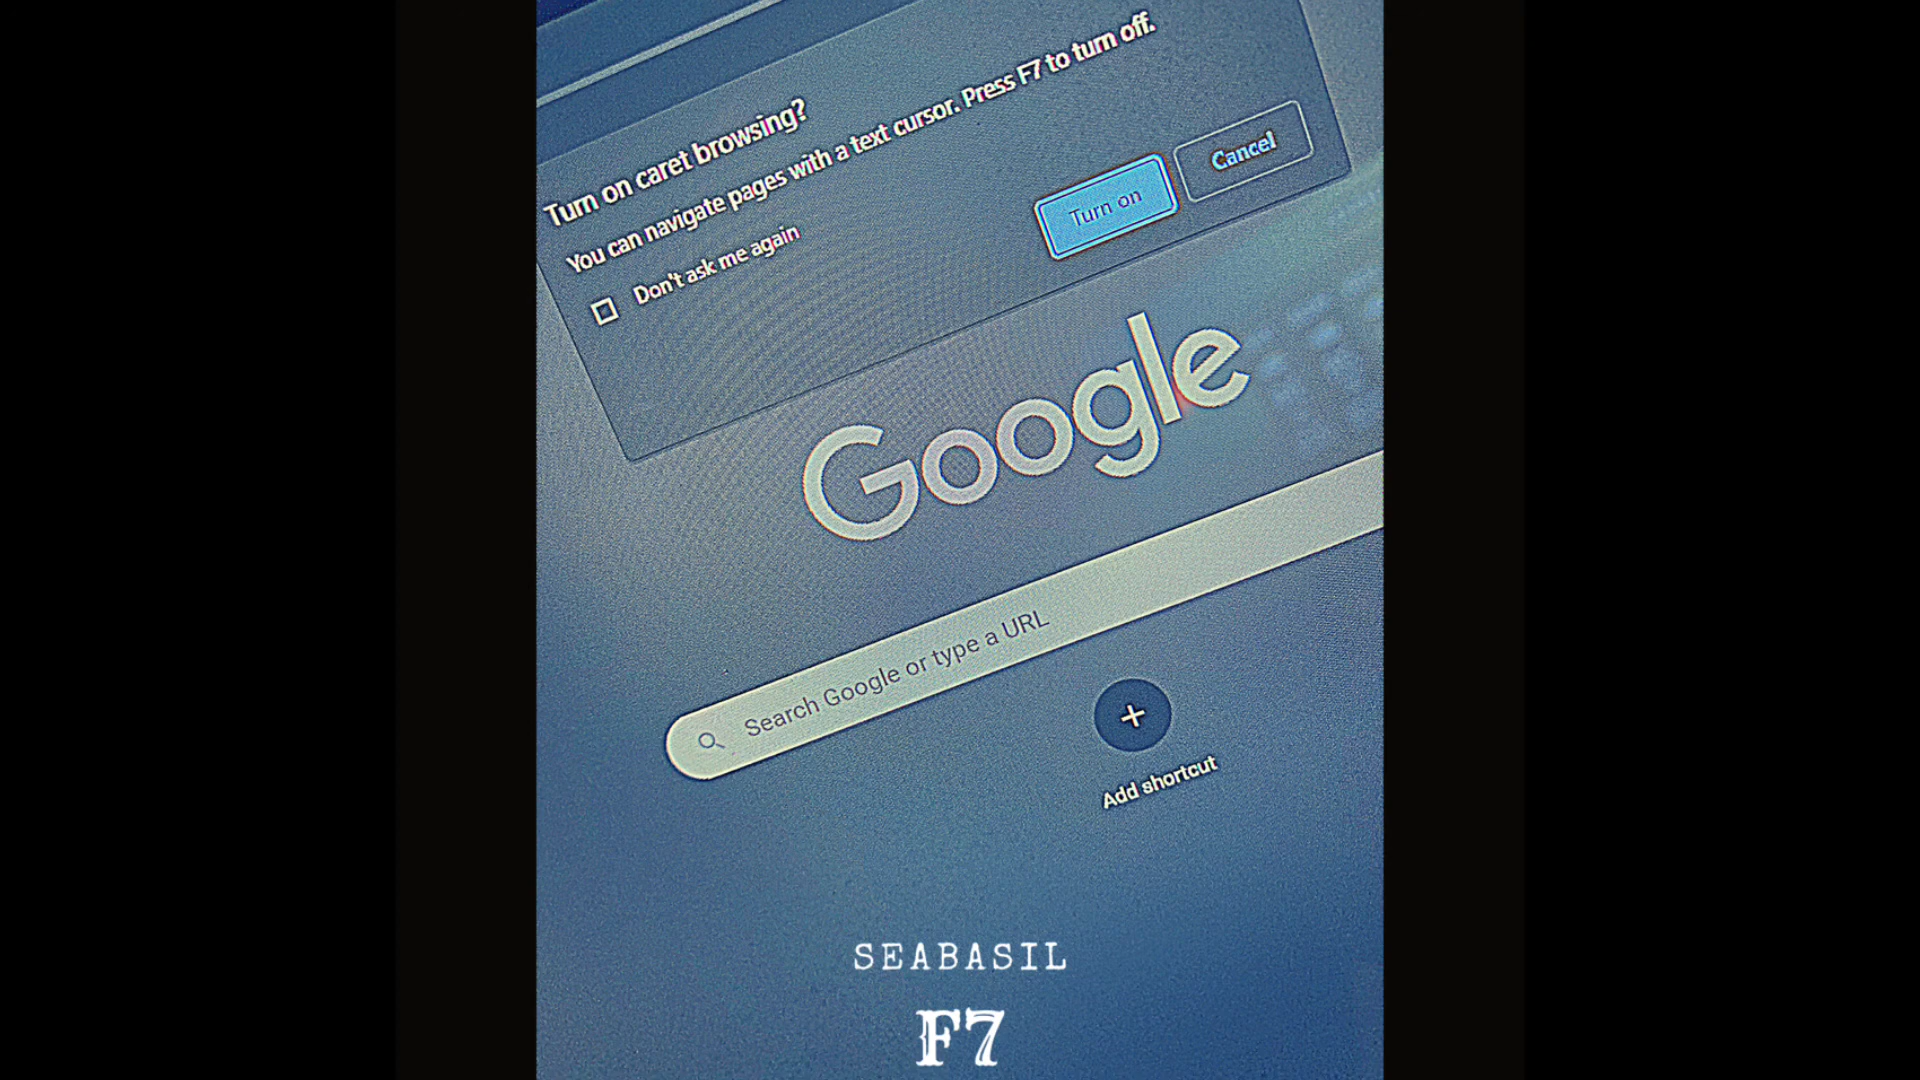 Turn on caret browsing?
You can navigate pages with a text cursor. Press F7 to turn off.
Don't ask me again
Turn on
Cancel
Google
Search Google or type a URL
Add shortcut
SEABASIL
F7